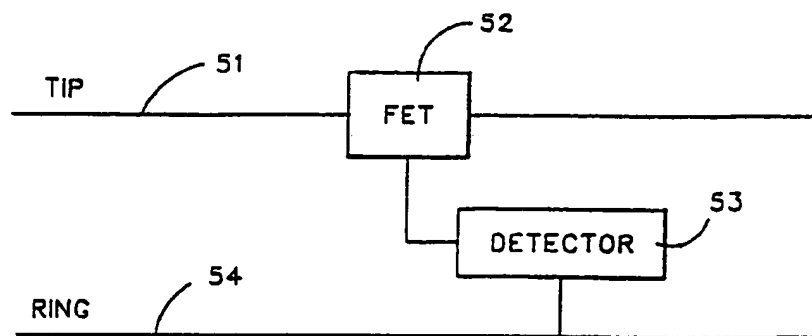 52
51
TIP
FET
53
DETECTOR
54
RING